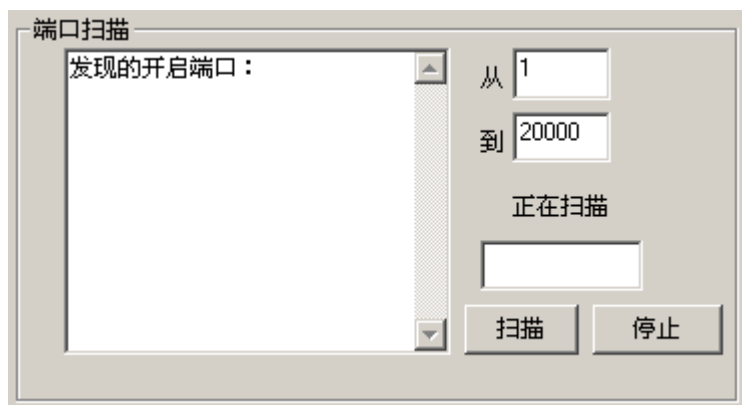 端口扫描
发现的开启端口：
从 1
到 20000
正在扫描
扫描 停止